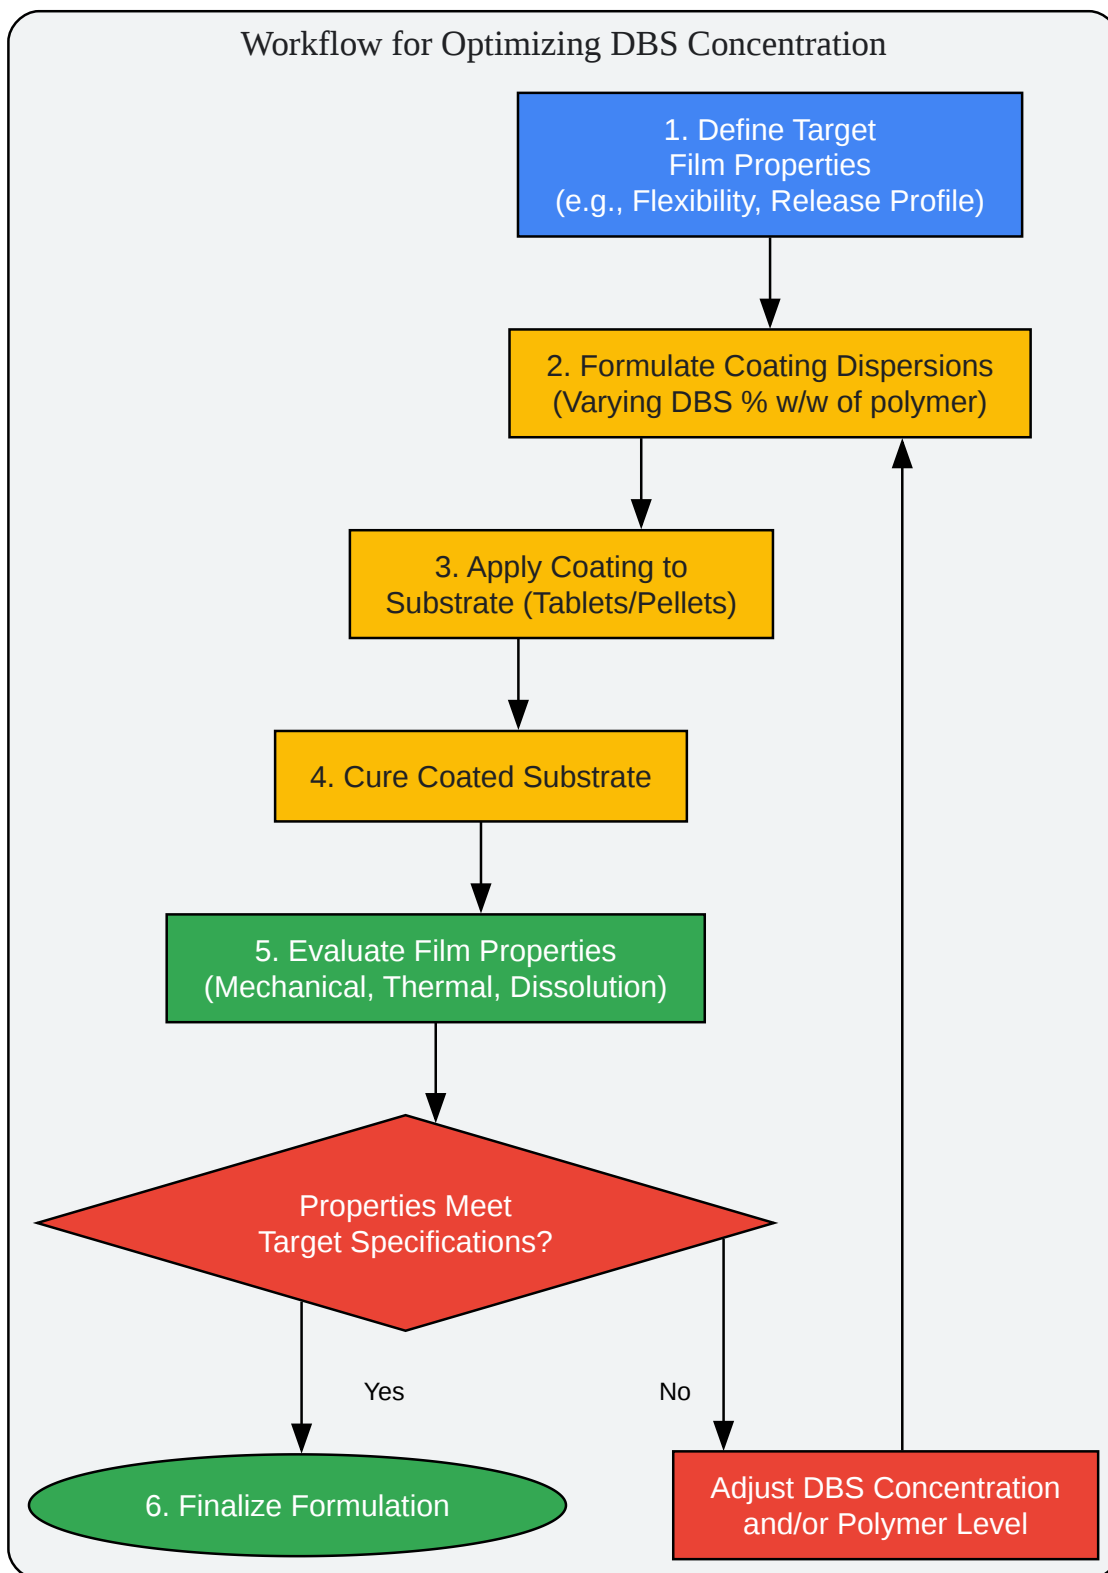 Workflow for Optimizing DBS Concentration
1. Define Target
Film Properties
(e.g., Flexibility, Release Profile)
2. Formulate Coating Dispersions
(Varying DBS % w/w of polymer)
3. Apply Coating to
Substrate (Tablets/Pellets)
4. Cure Coated Substrate
5. Evaluate Film Properties
(Mechanical, Thermal, Dissolution)
Properties Meet
Target Specifications?
Yes
No
6. Finalize Formulation
Adjust DBS Concentration
and/or Polymer Level